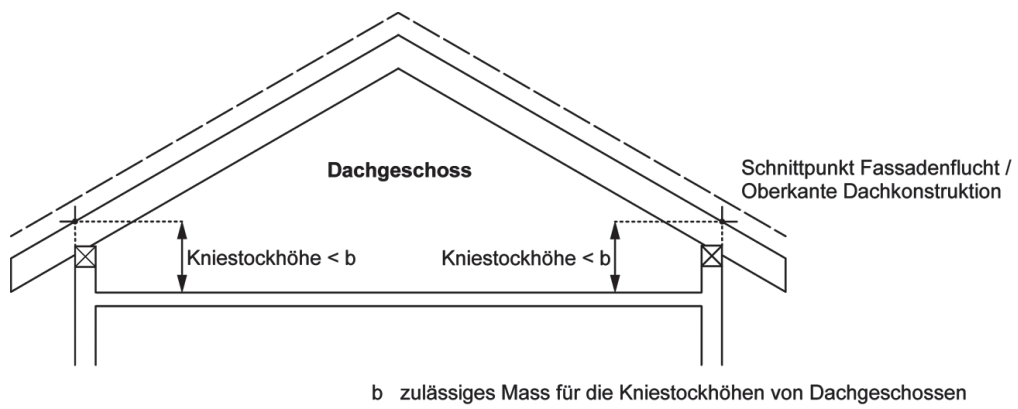 Dachgeschoss
Schnittpunkt Fassadenflucht /
Oberkante Dachkonstruktion
Kniestockhöhe < b
Kniestockhöhe < b
b zulässiges Mass für die Kniestockhöhen von Dachgeschossen